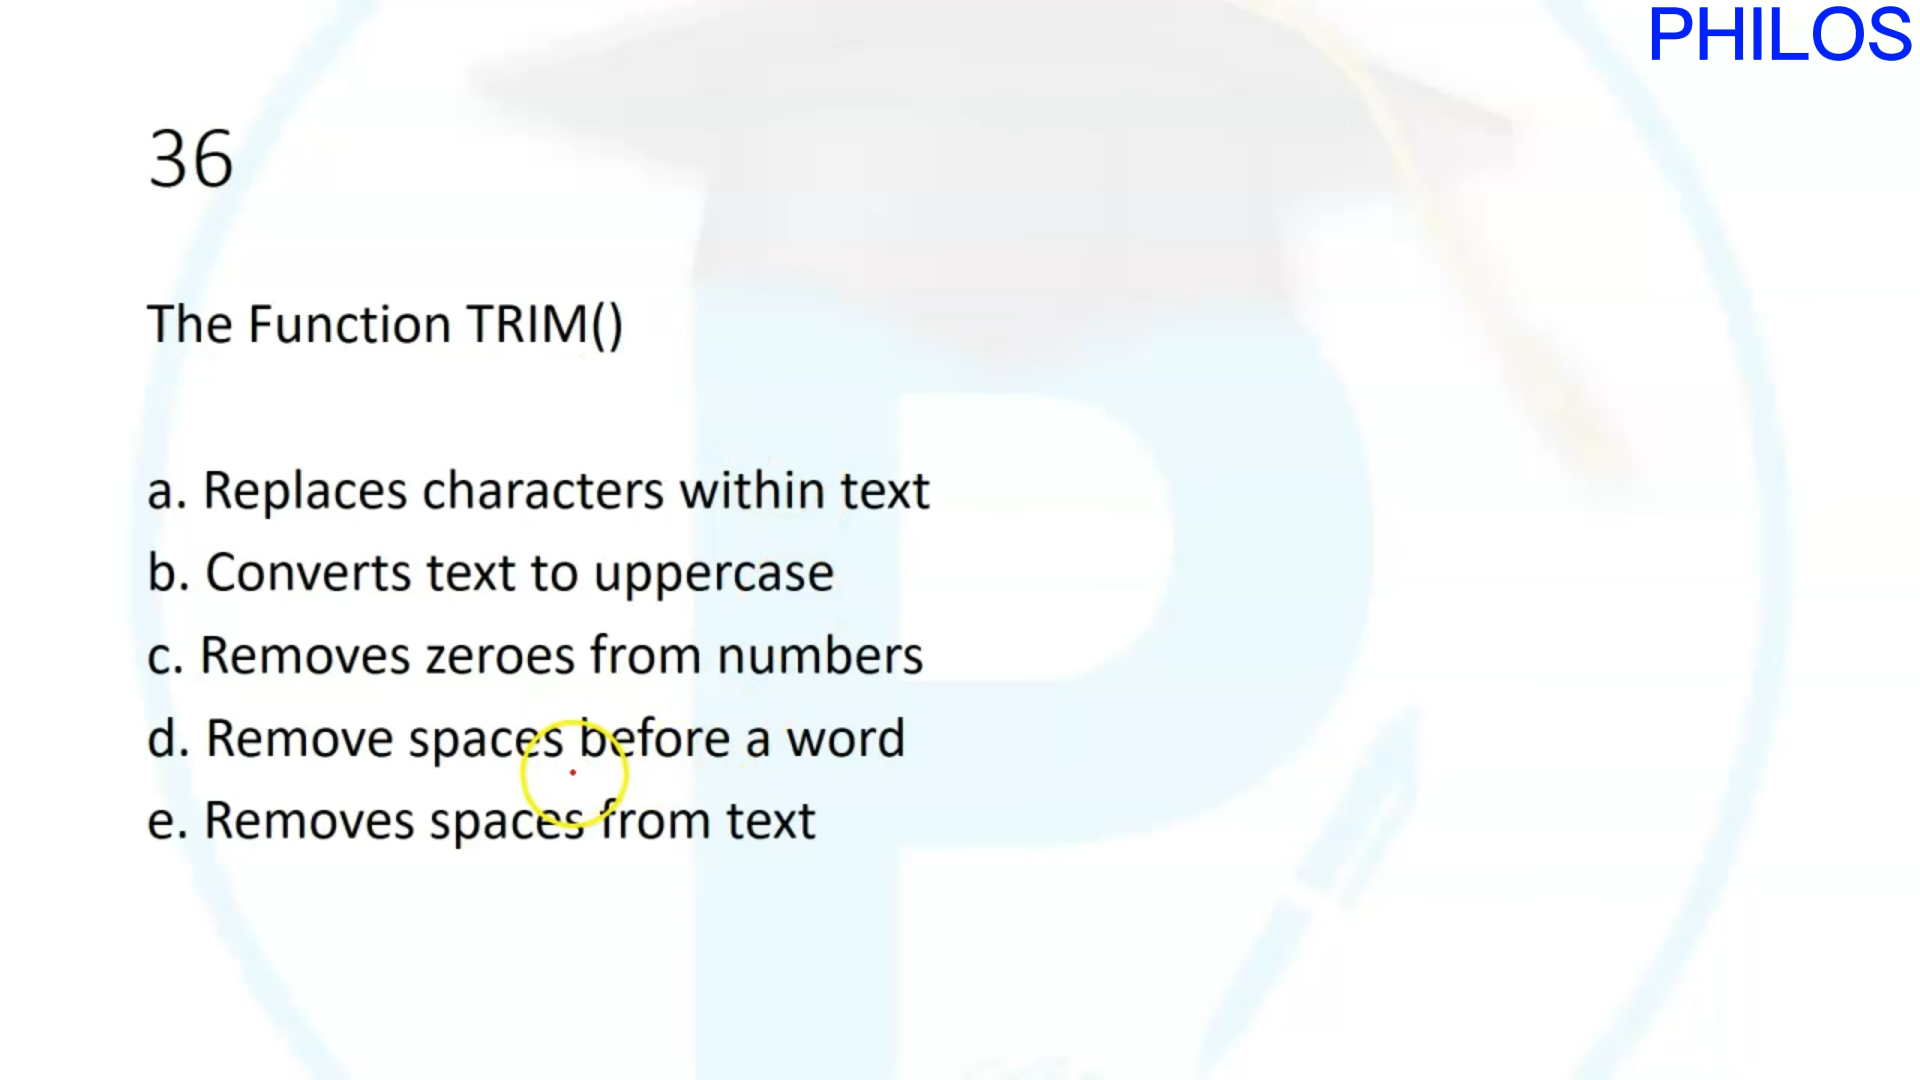 PHILOS
36
The Function TRIM()
a. Replaces characters within text
b. Converts text to uppercase
c. Removes zeroes from numbers
d. Remove spaces before a word
e. Removes spaces from text